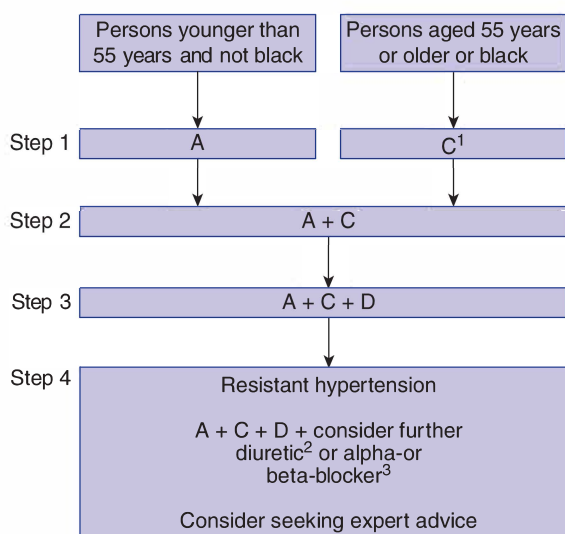 Persons younger than
55 years and not black
Persons aged 55 years
or older or black
Step 1
A
C¹
Step 2
A + C
Step 3
A + C + D
Step 4
Resistant hypertension
A + C + D + consider further
diuretic² or alpha-or
beta-blocker³
Consider seeking expert advice